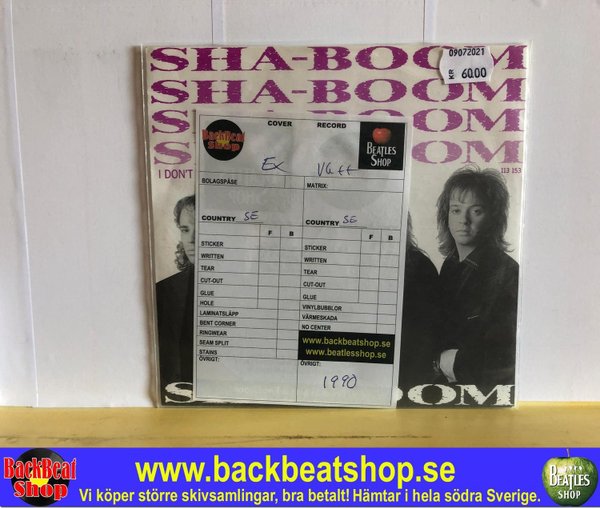 SHA-BOOM
09072021
KR 60.00
SHA-BOOM
SHA-BOOM
SHA-BOOM
I DON'T
113 153
BackBeat
Shop
COVER
RECORD
BEATLES
SHOP
Ex
VG++
BOLAGSPÅSE
MATRIX:
COUNTRY SE
COUNTRY SE
F B
F B
STICKER
STICKER
WRITTEN
WRITTEN
TEAR
TEAR
CUT-OUT
CUT-OUT
GLUE
GLUE
HOLE
VINYLBUBBLOR
LAMINATSLÄPP
VÄRMESKADA
BENT CORNER
NO CENTER
RINGWEAR
www.backbeatshop.se
SEAM SPLIT
www.beatlesshop.se
STAINS
ÖVRIGT:
ÖVRIGT:
1990
SHA-BOOM
BackBeat
Shop
www.backbeatshop.se
Vi köper större skivsamlingar, bra betalt! Hämtar i hela södra Sverige.
BEATLES
SHOP